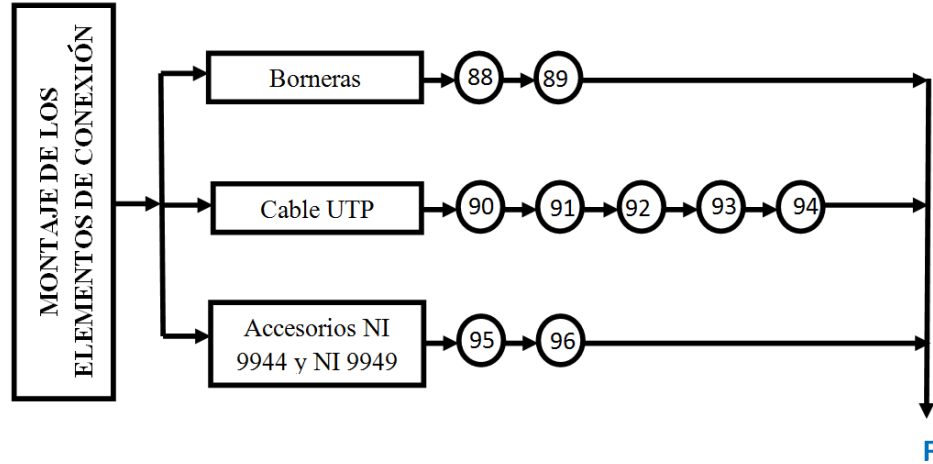 MONTAJE DE LOS
ELEMENTOS DE CONEXIÓN
Borneras
88
89
Cable UTP
90
91
92
93
94
Accesorios NI
9944 y NI 9949
95
96
F